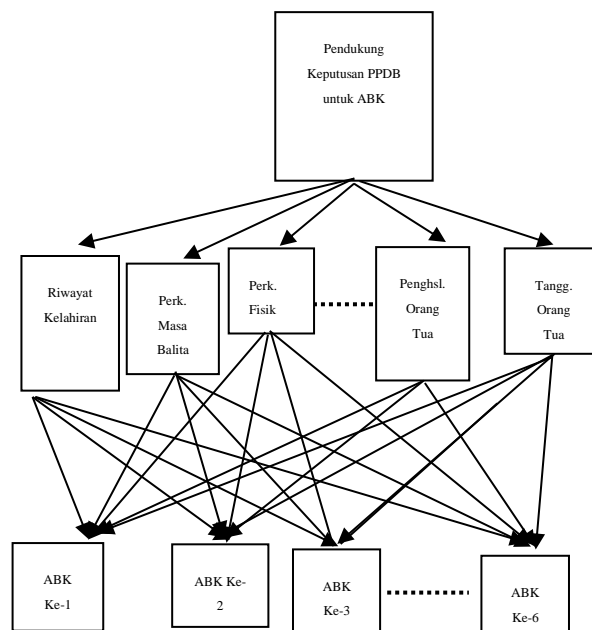 Pendukung
Keputusan PPDB
untuk ABK
Riwayat
Kelahiran
Perk.
Masa
Balita
Perk.
Fisik
Penghsl.
Orang
Tua
Tangg.
Orang
Tua
ABK
Ke-1
ABK Ke-
2
ABK
Ke-3
ABK
Ke-6